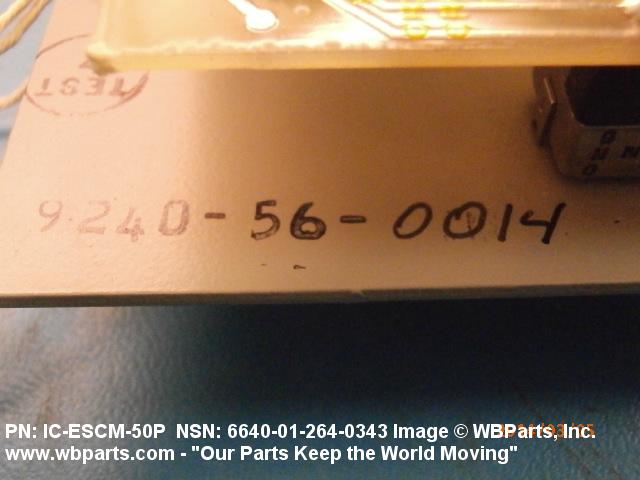 TEST
9240-56-0014
PN: IC-ESCM-50P NSN: 6640-01-264-0343 Image © WBParts, Inc.
www.wbparts.com - "Our Parts Keep the World Moving"